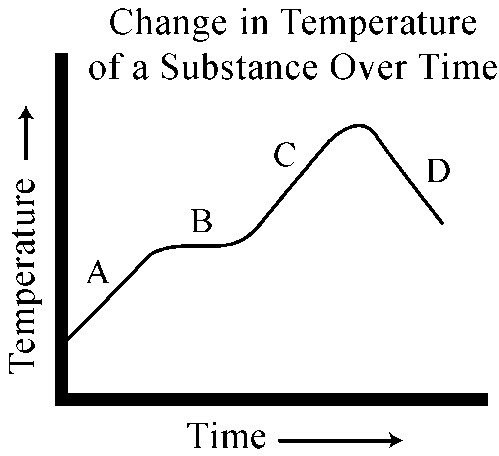 Change in Temperature
of a Substance Over Time
Temperature
A
B
C
D
Time